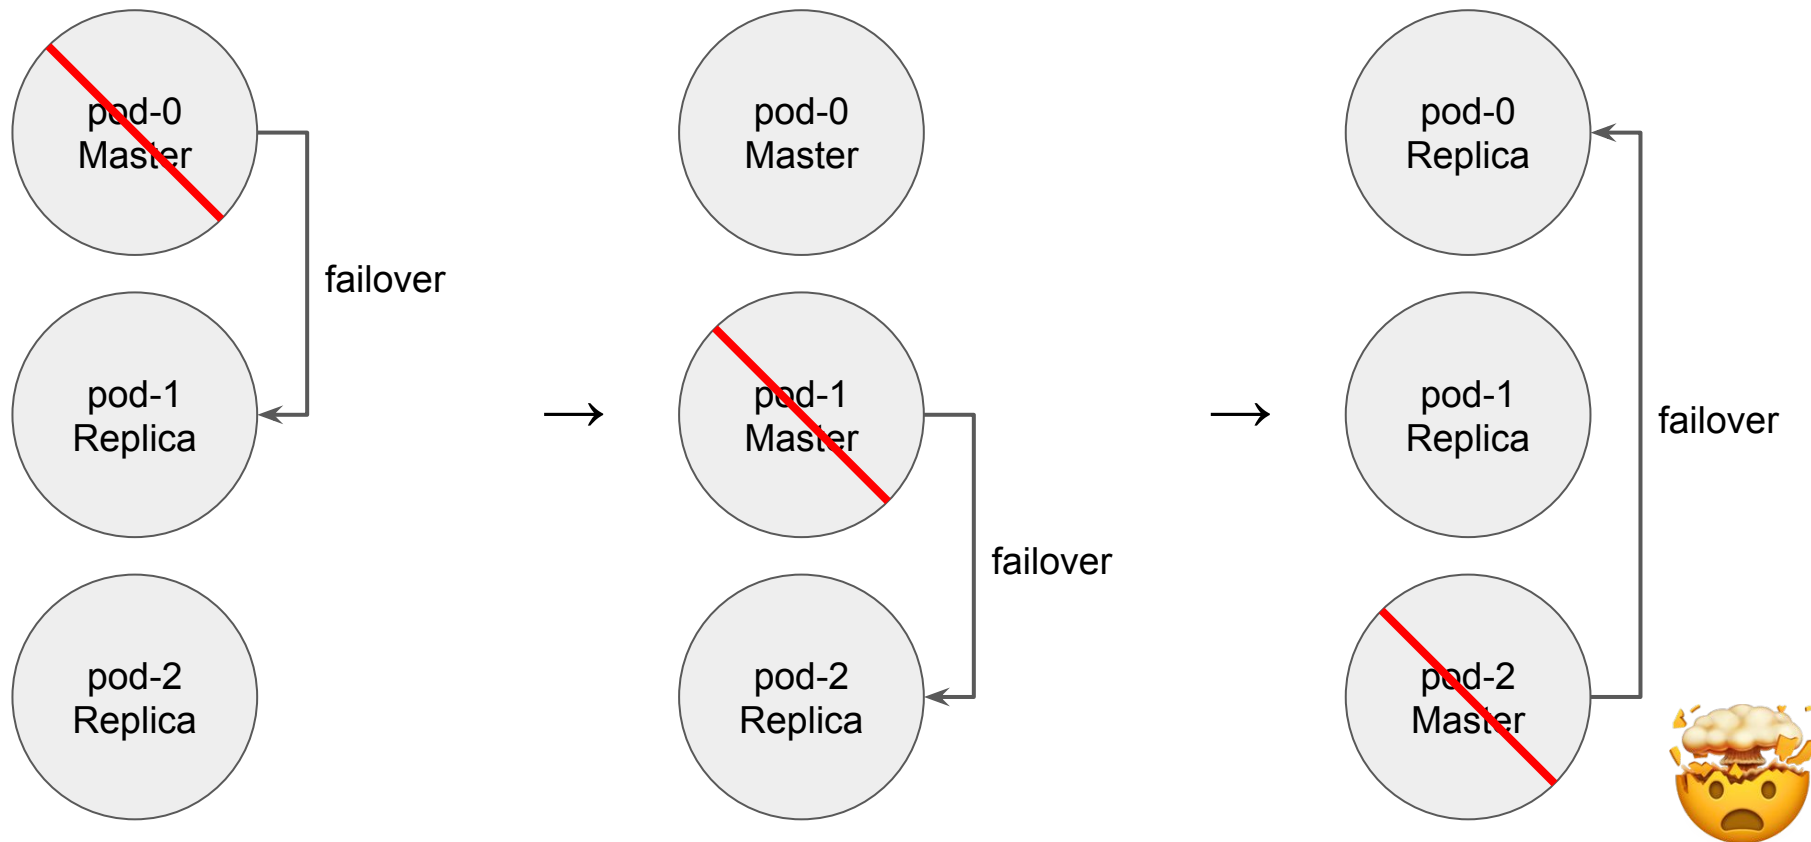 pod-0
Master
failover
pod-1
Replica
pod-2
Replica
→
pod-0
Master
pod-1
Master
failover
pod-2
Replica
→
pod-0
Replica
pod-1
Replica
failover
pod-2
Master